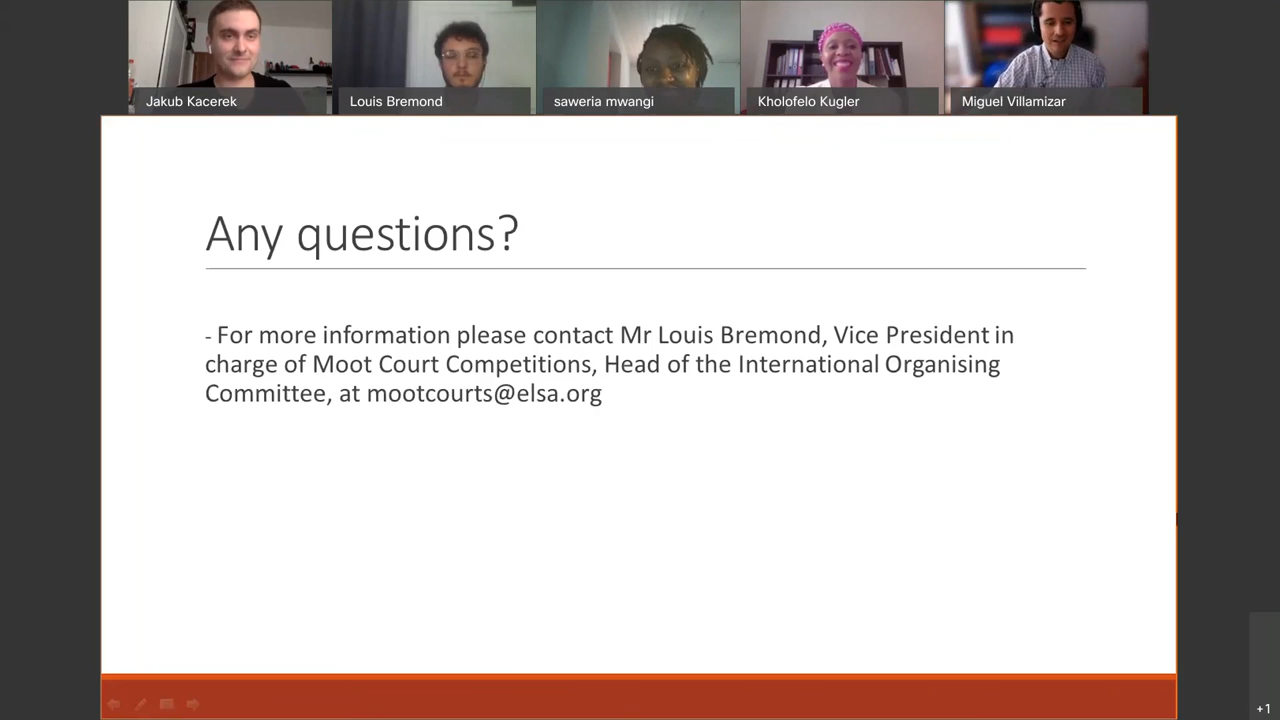 Jakub Kacerek
Louis Bremond
saweria mwangi
Kholofelo Kugler
Miguel Villamizar
Any questions?
- For more information please contact Mr Louis Bremond, Vice President in
charge of Moot Court Competitions, Head of the International Organising
Committee, at mootcourts@elsa.org
+1